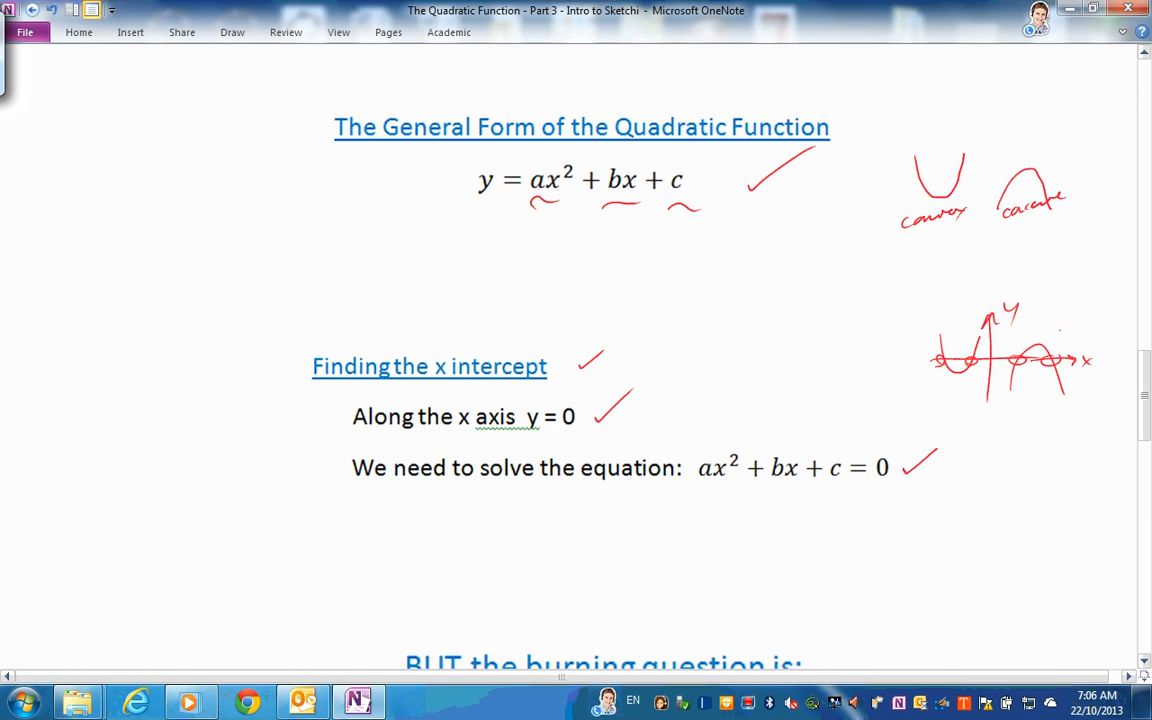 The Quadratic Function - Part 3 - Intro to Sketchi - Microsoft OneNote
File Home Insert Share Draw Review View Pages Academic
The General Form of the Quadratic Function
y = ax² + bx + c
convex concave
y
x
Finding the x intercept
Along the x axis y = 0
We need to solve the equation: ax² + bx + c = 0
BUT the burning question is:
EN
7:06 AM
22/10/2013